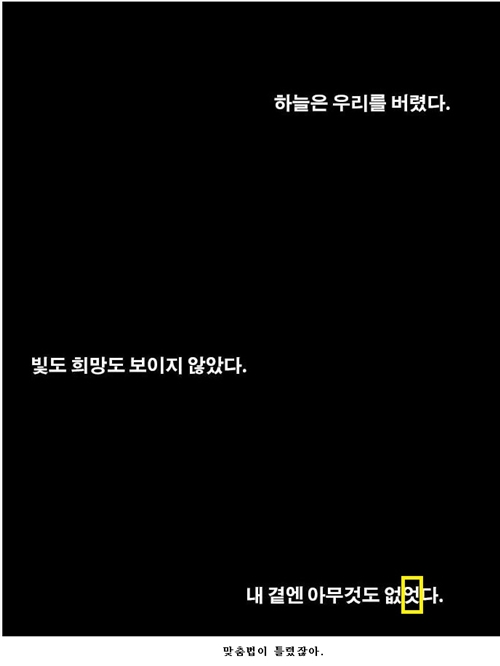 하늘은 우리를 버렸다.
빛도 희망도 보이지 않았다.
내 곁엔 아무것도 없엇다.
맞춤법이 틀렸잖아.